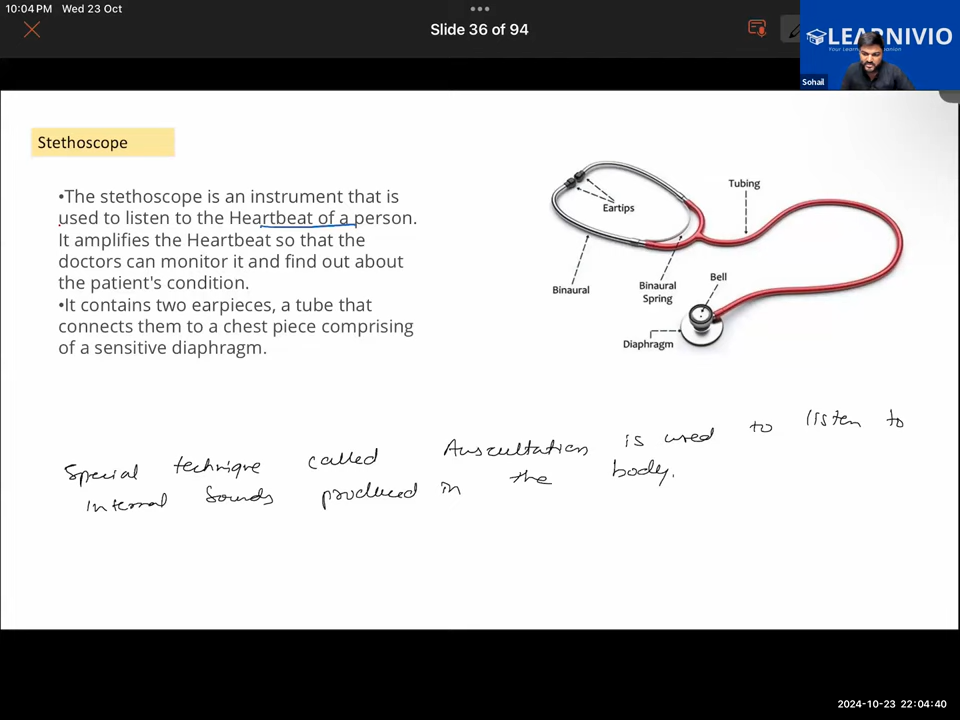 10:04 PM Wed 23 Oct
Slide 36 of 94
LEARNIVIO
Sohail
Stethoscope
•The stethoscope is an instrument that is
used to listen to the Heartbeat of a person.
It amplifies the Heartbeat so that the
doctors can monitor it and find out about
the patient's condition.
•It contains two earpieces, a tube that
connects them to a chest piece comprising
of a sensitive diaphragm.
Tubing
Eartips
Binaural
Binaural
Spring
Bell
Diaphragm
Special technique called Auscultation is used to listen to
internal sounds produced in the body.
2024-10-23 22:04:40